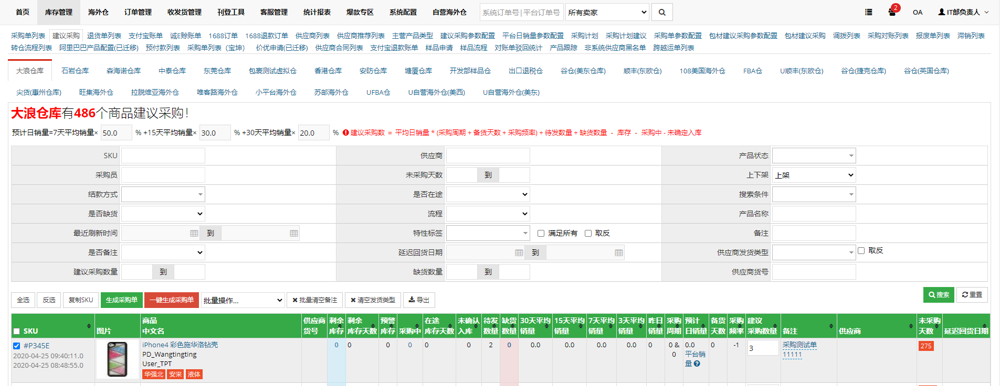 首页 库存管理 海外仓 订单管理 收发货管理 刊登工具 客服管理 统计报表 爆款专区 系统配置 自营海外仓 系统订单号|平台订单号 所有卖家 2 OA IT部负责人
采购单列表 建议采购 退货单列表 支付宝账单 诚E赊账单 1688订单 1688退款订单 供应商列表 供应商推荐列表 主营产品类型 建议采购参数配置 平台日销量参数配置 采购计划 采购计划建议 采购单参数配置 包材建议采购参数配置 包材建议采购 调拨列表 采购对账列表 报废单列表 滞销列表
转仓流程列表 阿里巴巴产品配置(已迁移) 预付款列表 采购单列表（宝坤） 价优申请(已迁移) 供应商合同列表 支付宝退款账单 样品申请 样品流程 对账单驳回统计 产品跟踪 非系统供应商黑名单 跨越运单列表
大浪仓库 石岩仓库 森海诺仓库 中泰仓库 东莞仓库 包裹测试虚拟仓 香港仓库 安防仓库 塘厦仓库 开发部样品仓 出口退税仓 谷仓(美东仓库) 顺丰(东欧仓) 108美国海外仓 FBA仓 U顺丰(东欧仓) 谷仓(捷克仓库) 谷仓(英国仓库)
尖货(惠州仓库) 旺集海外仓 拉脱维亚海外仓 唯客路海外仓 小平台海外仓 苏邮海外仓 UFBA仓 U自营海外仓(美西) U自营海外仓(美东)
大浪仓库有486个商品建议采购！
预计日销量=7天平均销量× 50.0 % +15天平均销量× 30.0 % +30天平均销量× 20.0 % 建议采购数 = 平均日销量 * (采购周期 + 备货天数 + 采购频率) + 待发数量 + 缺货数量 - 库存 - 采购中 - 未确定入库
SKU 供应商 产品状态
采购员 未采购天数 到 上下架 上架
结款方式 是否在途 搜索条件
是否缺货 流程 产品名称
最近刷新时间 到 特性标签 满足所有 取反 备注
是否备注 延迟回货日期 到 供应商发货类型 取反
建议采购数量 到 缺货数量 到 供应商货号
全选 反选 复制SKU 生成采购单 一键生成采购单 批量操作... 批量清空备注 清空发货类型 导出 搜索 重置
SKU 图片 商品 中文名 供应商 货号 剩余 库存 剩余 库存天数 预警 库存 采购中 在途 库存天数 未确认 入库 待发 数量 缺货 数量 30天平均 销量 15天平均 销量 7天平均 销量 3天平均 销量 昨日 销量 采购 周期 预计 日销量 备货 天数 采购 频率 建议 采购数量 备注 供应商 未采购 天数 延迟回货日期
#P345E iPhone4 彩色施华洛钻壳 0 0 0 0 0 0 2 0 0.0 0.0 0.0 0.0 0 0 & 0 0.0 0 -1 3 采购测试单 275
2020-04-25 09:40:11.0 PD_Wangtingting 平台销 11111
2020-04-25 08:48:55.0 User_TPT 量
华强北 安采 液体